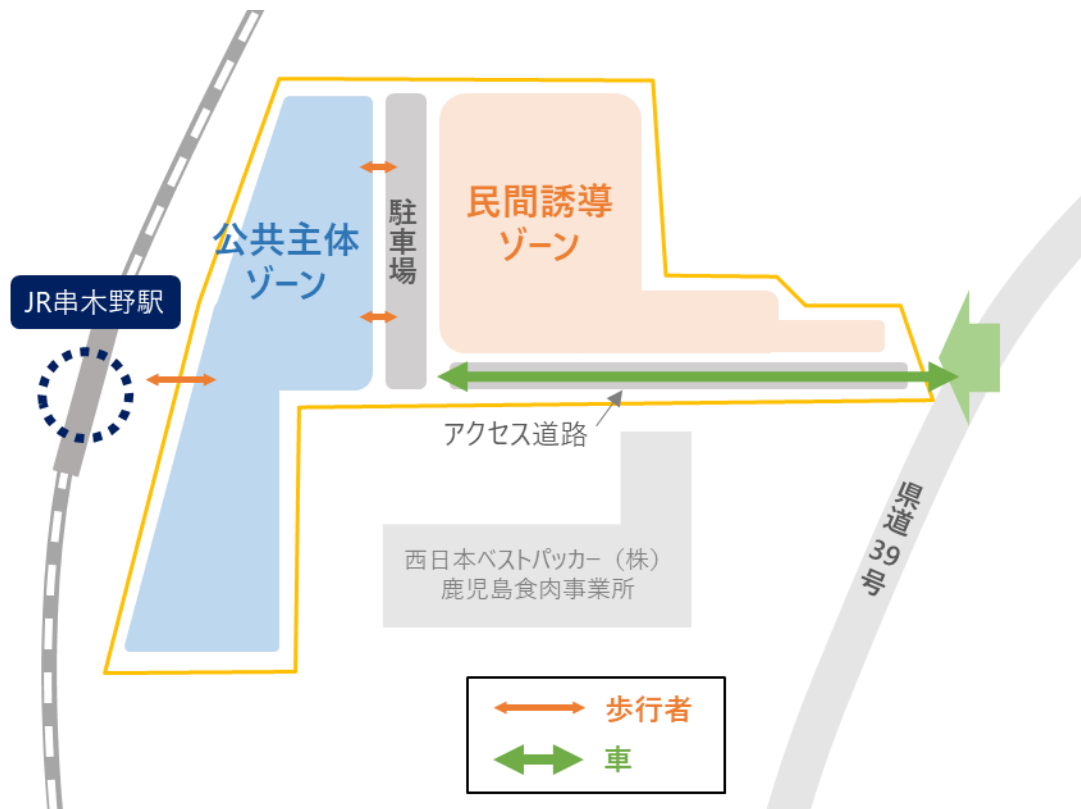 民間誘導
ゾーン
駐車場
公共主体
ゾーン
JR串木野駅
アクセス道路
県道39号
西日本ベストパッカー（株）
鹿児島食肉事業所
歩行者
車